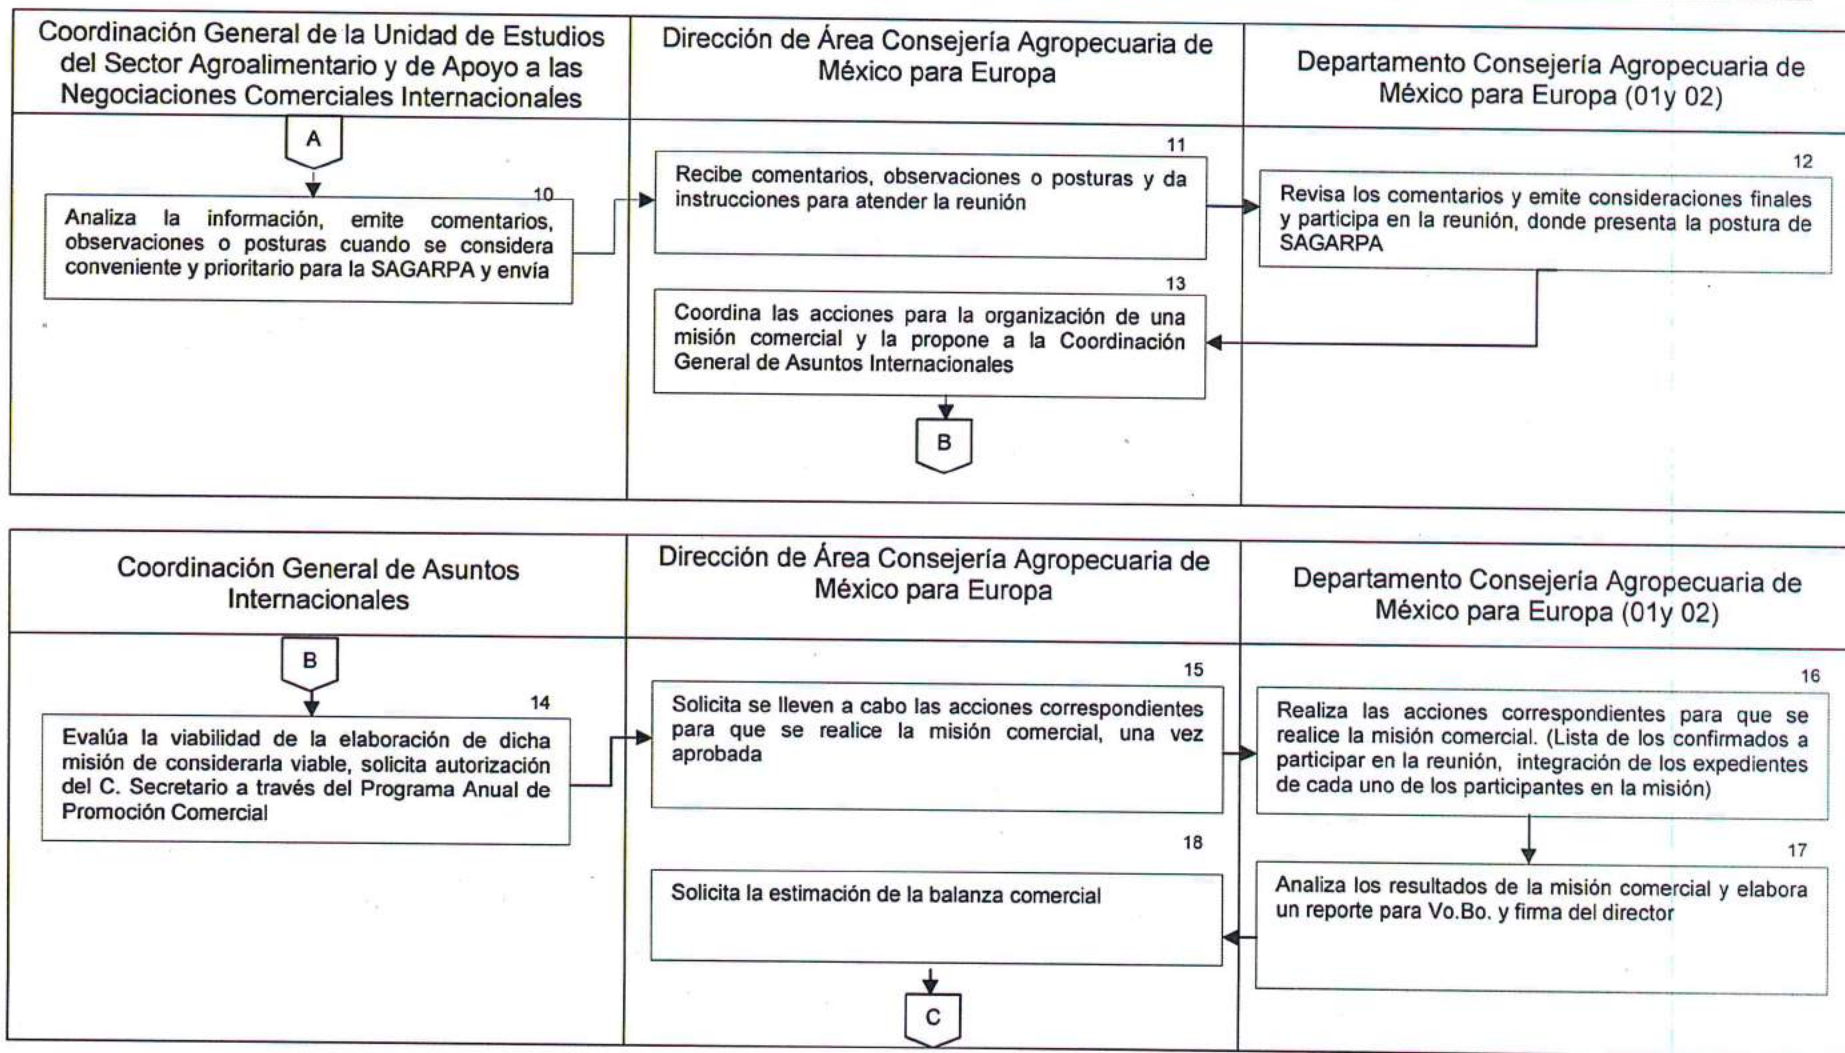 Coordinación General de la Unidad de Estudios
del Sector Agroalimentario y de Apoyo a las
Negociaciones Comerciales Internacionales
Dirección de Área Consejería Agropecuaria de
México para Europa
Departamento Consejería Agropecuaria de
México para Europa (01y 02)
A
10
Analiza la información, emite comentarios,
observaciones o posturas cuando se considera
conveniente y prioritario para la SAGARPA y envía
11
Recibe comentarios, observaciones o posturas y da
instrucciones para atender la reunión
12
Revisa los comentarios y emite consideraciones finales
y participa en la reunión, donde presenta la postura de
SAGARPA
13
Coordina las acciones para la organización de una
misión comercial y la propone a la Coordinación
General de Asuntos Internacionales
B
Coordinación General de Asuntos
Internacionales
Dirección de Área Consejería Agropecuaria de
México para Europa
Departamento Consejería Agropecuaria de
México para Europa (01y 02)
B
14
Evalúa la viabilidad de la elaboración de dicha
misión de considerarla viable, solicita autorización
del C. Secretario a través del Programa Anual de
Promoción Comercial
15
Solicita se lleven a cabo las acciones correspondientes
para que se realice la misión comercial, una vez
aprobada
16
Realiza las acciones correspondientes para que se
realice la misión comercial. (Lista de los confirmados a
participar en la reunión, integración de los expedientes
de cada uno de los participantes en la misión)
17
Analiza los resultados de la misión comercial y elabora
un reporte para Vo.Bo. y firma del director
18
Solicita la estimación de la balanza comercial
C